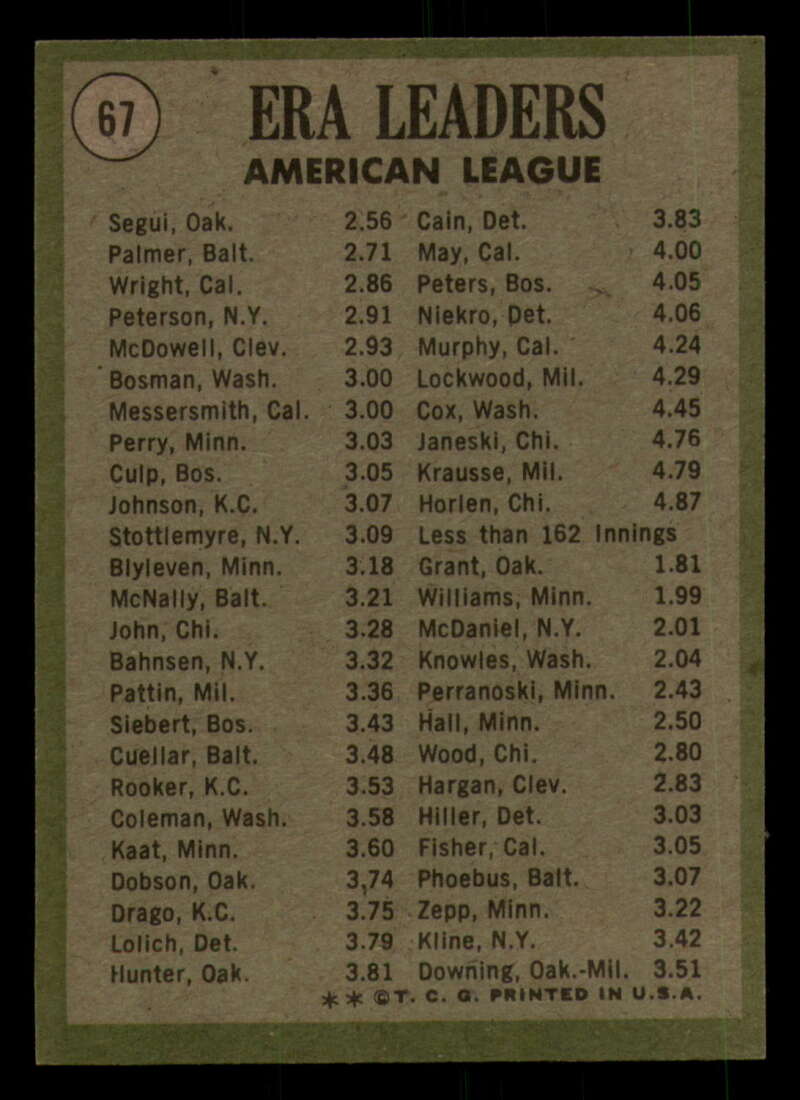 67
ERA LEADERS
AMERICAN LEAGUE
Segui, Oak. 2.56
Palmer, Balt. 2.71
Wright, Cal. 2.86
Peterson, N.Y. 2.91
McDowell, Clev. 2.93
Bosman, Wash. 3.00
Messersmith, Cal. 3.00
Perry, Minn. 3.03
Culp, Bos. 3.05
Johnson, K.C. 3.07
Stottlemyre, N.Y. 3.09
Blyleven, Minn. 3.18
McNally, Balt. 3.21
John, Chi. 3.28
Bahnsen, N.Y. 3.32
Pattin, Mil. 3.36
Siebert, Bos. 3.43
Cuellar, Balt. 3.48
Rooker, K.C. 3.53
Coleman, Wash. 3.58
Kaat, Minn. 3.60
Dobson, Oak. 3,74
Drago, K.C. 3.75
Lolich, Det. 3.79
Hunter, Oak. 3.81
Cain, Det. 3.83
May, Cal. 4.00
Peters, Bos. 4.05
Niekro, Det. 4.06
Murphy, Cal. 4.24
Lockwood, Mil. 4.29
Cox, Wash. 4.45
Janeski, Chi. 4.76
Krausse, Mil. 4.79
Horlen, Chi. 4.87
Less than 162 Innings
Grant, Oak. 1.81
Williams, Minn. 1.99
McDaniel, N.Y. 2.01
Knowles, Wash. 2.04
Perranoski, Minn. 2.43
Hall, Minn. 2.50
Wood, Chi. 2.80
Hargan, Clev. 2.83
Hiller, Det. 3.03
Fisher, Cal. 3.05
Phoebus, Balt. 3.07
Zepp, Minn. 3.22
Kline, N.Y. 3.42
Downing, Oak.-Mil. 3.51
** ©T. C. G. PRINTED IN U.S.A.